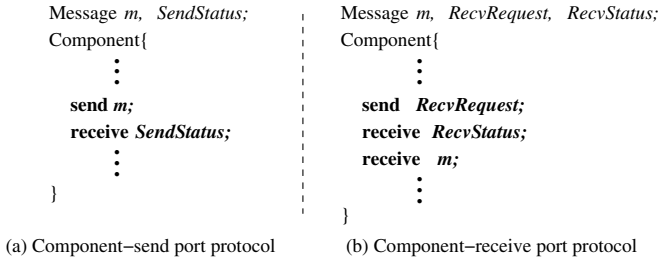 Message m, SendStatus;
Component{
send m;
receive SendStatus;
}
(a) Component−send port protocol
Message m, RecvRequest, RecvStatus;
Component{
send RecvRequest;
receive RecvStatus;
receive m;
}
(b) Component−receive port protocol